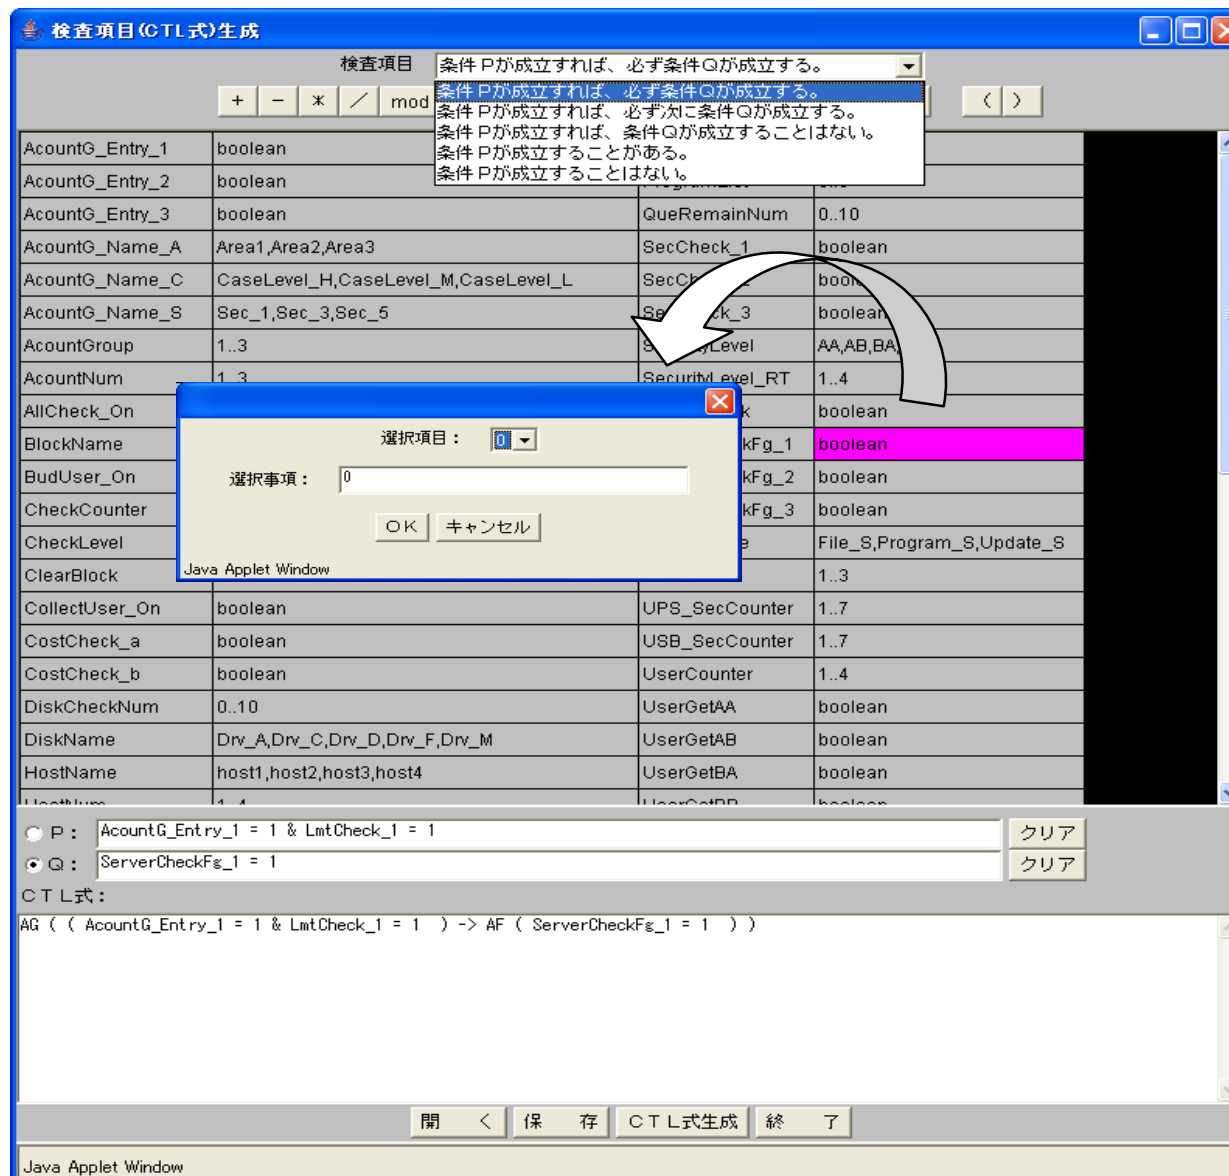 検査項目(CTL式)生成
検査項目 条件Pが成立すれば、必ず条件Qが成立する。
+ - * / mod ( )
条件Pが成立すれば、必ず条件Qが成立する。
条件Pが成立すれば、必ず次に条件Qが成立する。
条件Pが成立すれば、条件Qが成立することはない。
条件Pが成立することがある。
条件Pが成立することはない。
AcountG_Entry_1 boolean
AcountG_Entry_2 boolean
AcountG_Entry_3 boolean QueRemainNum 0..10
AcountG_Name_A Area1,Area2,Area3 SecCheck_1 boolean
AcountG_Name_C CaseLevel_H,CaseLevel_M,CaseLevel_L
AcountG_Name_S Sec_1,Sec_3,Sec_5 boolean
AcountGroup 1..3 AA,AB,BA,
AcountNum 1..3 SecurityLevel_RT 1..4
AllCheck_On k boolean
BlockName kFg_1 boolean
BudUser_On kFg_2 boolean
CheckCounter kFg_3 boolean
CheckLevel e File_S,Program_S,Update_S
ClearBlock 1..3
選択項目: 0
選択事項: 0
OK キャンセル
Java Applet Window
CollectUser_On boolean UPS_SecCounter 1..7
CostCheck_a boolean USB_SecCounter 1..7
CostCheck_b boolean UserCounter 1..4
DiskCheckNum 0..10 UserGetAA boolean
DiskName Drv_A,Drv_C,Drv_D,Drv_F,Drv_M UserGetAB boolean
HostName host1,host2,host3,host4 UserGetBA boolean
P: AcountG_Entry_1 = 1 & LmtCheck_1 = 1 クリア
Q: ServerCheckFg_1 = 1 クリア
CTL式:
AG ( ( AcountG_Entry_1 = 1 & LmtCheck_1 = 1 ) -> AF ( ServerCheckFg_1 = 1 ) )
開 く 保 存 CTL式生成 終 了
Java Applet Window